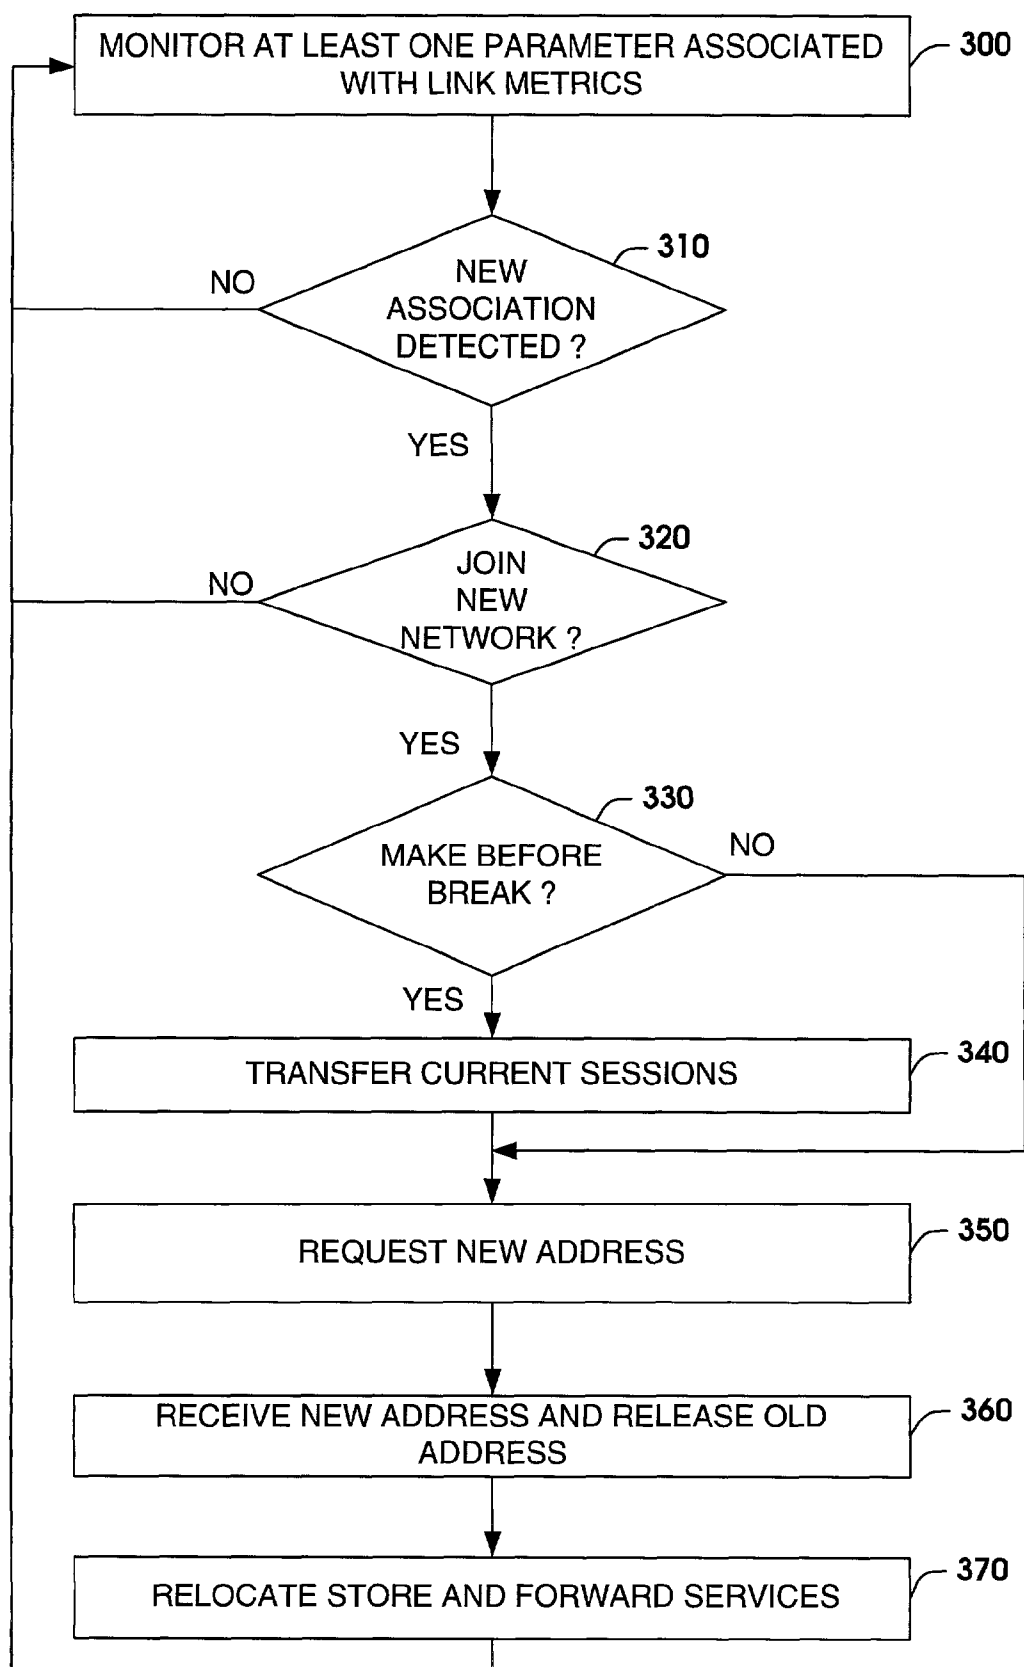 MONITOR AT LEAST ONE PARAMETER ASSOCIATED
WITH LINK METRICS
300
310
NEW
ASSOCIATION
DETECTED ?
NO
YES
320
JOIN
NEW
NETWORK ?
NO
YES
330
MAKE BEFORE
BREAK ?
NO
YES
TRANSFER CURRENT SESSIONS
340
REQUEST NEW ADDRESS
350
RECEIVE NEW ADDRESS AND RELEASE OLD
ADDRESS
360
RELOCATE STORE AND FORWARD SERVICES
370